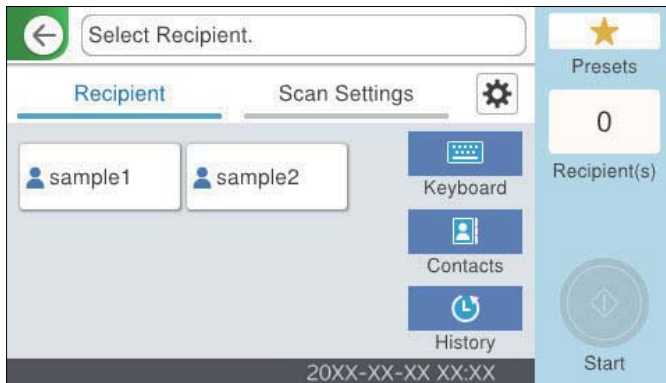 Select Recipient.
Presets
Recipient
Scan Settings
0
Recipient(s)
sample1
sample2
Keyboard
Contacts
History
Start
20XX-XX-XX XX:XX